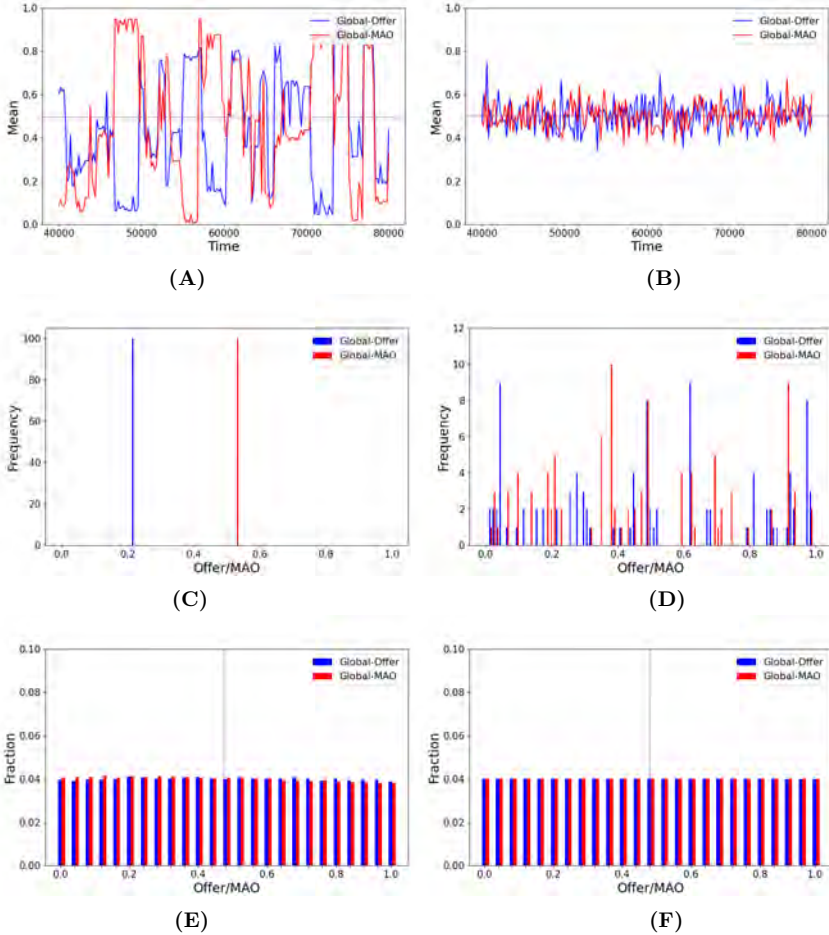 1.0
0.8
0.6
0.4
0.2
0.0
Mean
Global-Offer
Global-MAO
40000 50000 60000 70000 80000
Time
(A)
1.0
0.8
0.6
0.4
0.2
0.0
Mean
Global-Offer
Global-MAO
40000 50000 60000 70000 80000
Time
(B)
100
80
60
40
20
0
Frequency
Global-Offer
Global-MAO
0.0 0.2 0.4 0.6 0.8 1.0
Offer/MAO
(C)
12
10
8
6
4
2
0
Frequency
Global-Offer
Global-MAO
0.0 0.2 0.4 0.6 0.8 1.0
Offer/MAO
(D)
0.10
0.08
0.06
0.04
0.02
0.00
Fraction
Global-Offer
Global-MAO
0.0 0.2 0.4 0.6 0.8 1.0
Offer/MAO
(E)
0.10
0.08
0.06
0.04
0.02
0.00
Fraction
Global-Offer
Global-MAO
0.0 0.2 0.4 0.6 0.8 1.0
Offer/MAO
(F)